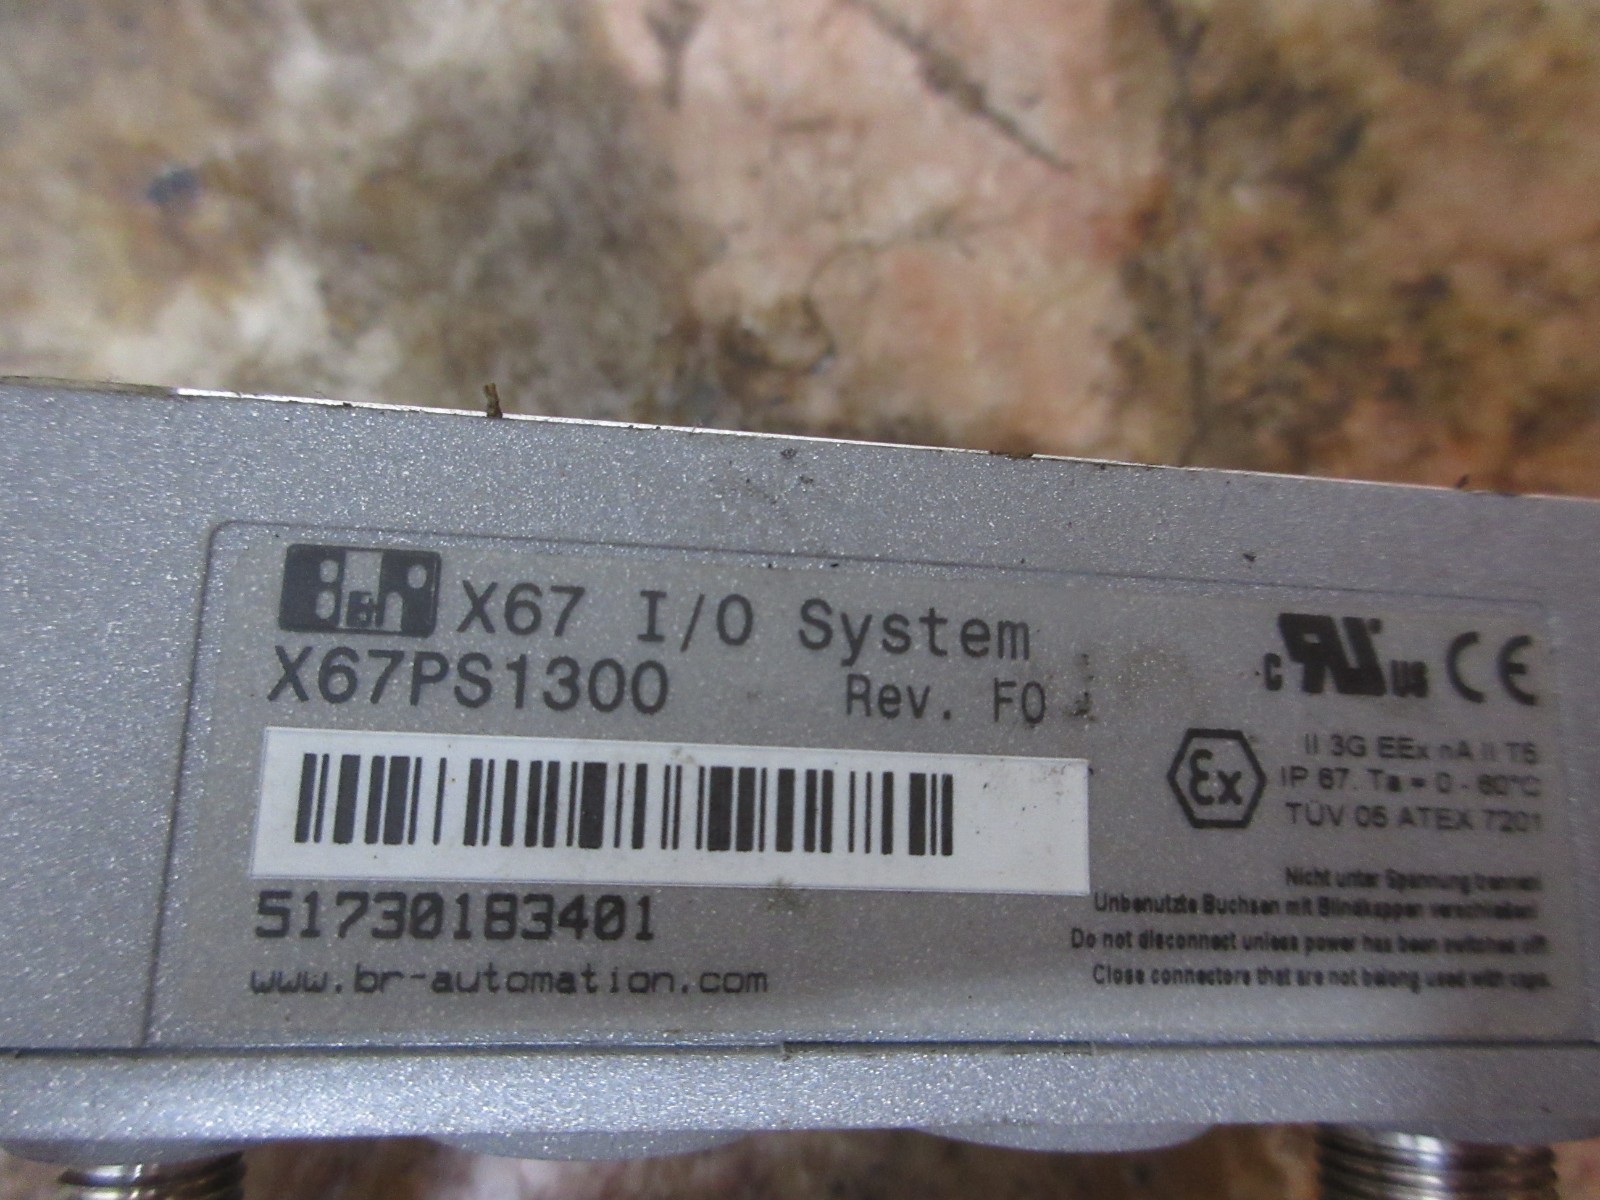 B&R X67 I/O System
X67PS1300 Rev. F0
c RU us CE
Ex II 3G EEx nA II T5
IP 67. Ta = 0 - 60°C
TÜV 05 ATEX 7201
51730183401
www.br-automation.com
Nicht unter Spannung trennen!
Unbenutzte Buchsen mit Blindkappen verschließen!
Do not disconnect unless power has been switched off!
Close connectors that are not belong used with caps.